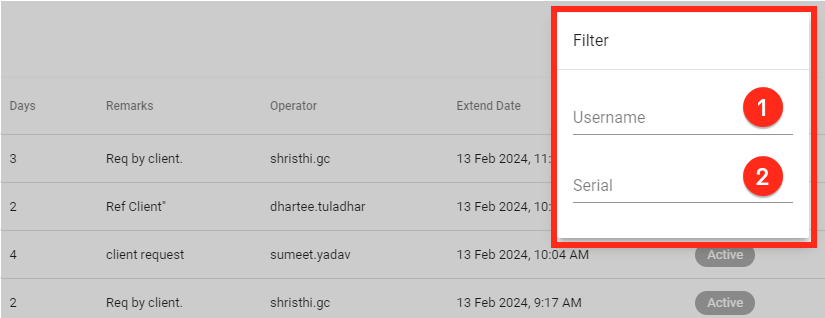 Filter
Username 1
Serial 2
Days Remarks Operator Extend Date
3 Req by client. shristhi.gc 13 Feb 2024, 11:
2 Ref Client" dhartee.tuladhar 13 Feb 2024, 10:
4 client request sumeet.yadav 13 Feb 2024, 10:04 AM Active
2 Req by client. shristhi.gc 13 Feb 2024, 9:17 AM Active